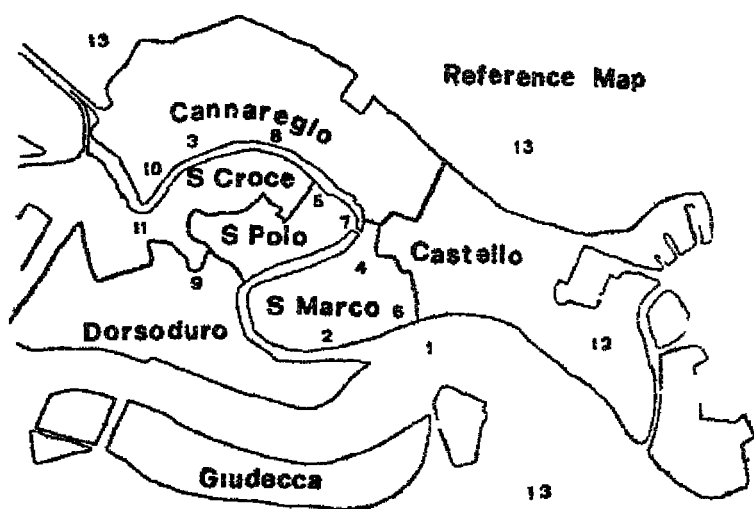 13
Reference Map
Cannaregio
3
8
13
10
S Croce
5
11
7
S Polo
4
Castello
9
S Marco
6
Dorsoduro
2
1
12
Giudecca
13